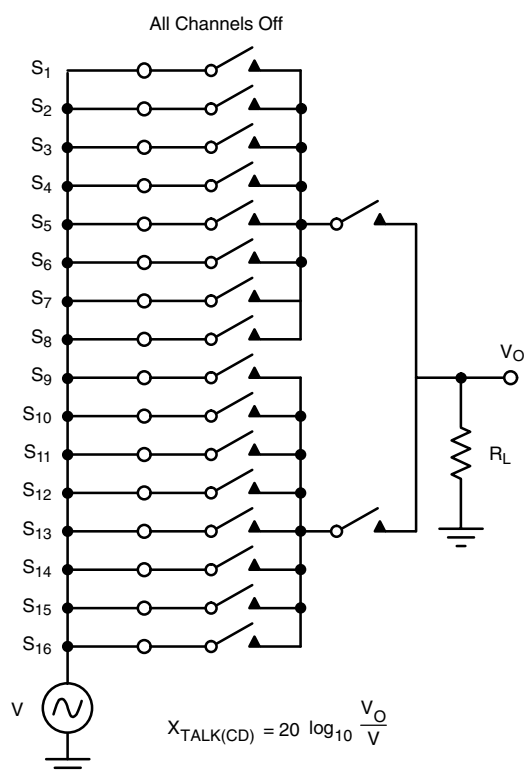 All Channels Off
S1
S2
S3
S4
S5
S6
S7
S8
S9
S10
S11
S12
S13
S14
S15
S16
VO
RL
V
XTALK(CD) = 20 log10 VO/V